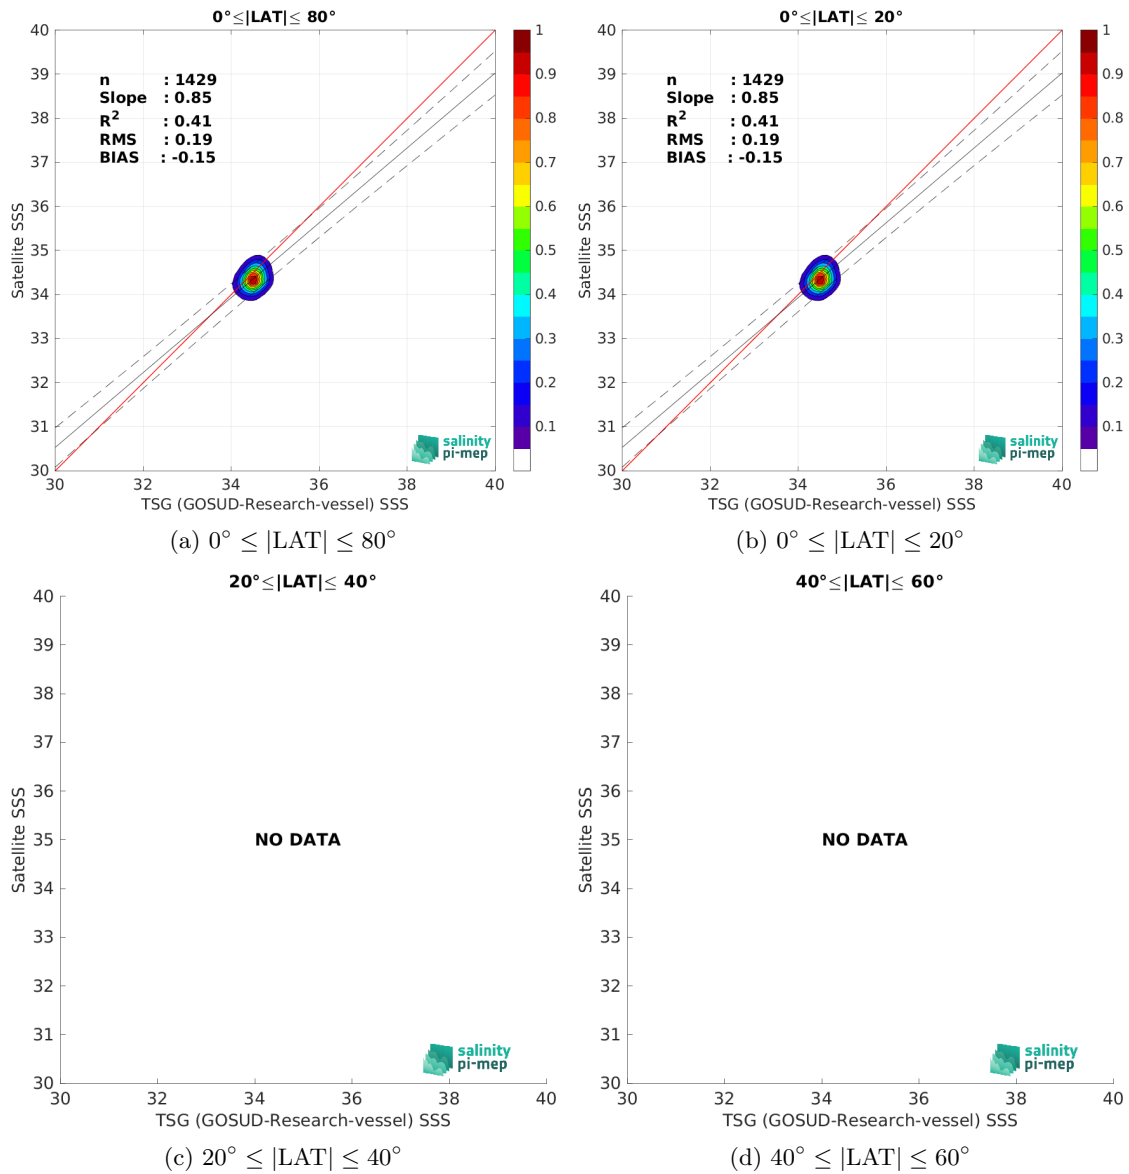 0°≤|LAT|≤ 80°
40
39
38
37
36
35
34
33
32
31
30
Satellite SSS
n : 1429
Slope : 0.85
R2 : 0.41
RMS : 0.19
BIAS : -0.15
salinity
pi-mep
30 32 34 36 38 40
TSG (GOSUD-Research-vessel) SSS
1
0.9
0.8
0.7
0.6
0.5
0.4
0.3
0.2
0.1
(a) 0° ≤ |LAT| ≤ 80°
0°≤|LAT|≤ 20°
40
39
38
37
36
35
34
33
32
31
30
Satellite SSS
n : 1429
Slope : 0.85
R2 : 0.41
RMS : 0.19
BIAS : -0.15
salinity
pi-mep
30 32 34 36 38 40
TSG (GOSUD-Research-vessel) SSS
1
0.9
0.8
0.7
0.6
0.5
0.4
0.3
0.2
0.1
(b) 0° ≤ |LAT| ≤ 20°
20°≤|LAT|≤ 40°
40
39
38
37
36
35
34
33
32
31
30
Satellite SSS
NO DATA
salinity
pi-mep
30 32 34 36 38 40
TSG (GOSUD-Research-vessel) SSS
(c) 20° ≤ |LAT| ≤ 40°
40°≤|LAT|≤ 60°
40
39
38
37
36
35
34
33
32
31
30
Satellite SSS
NO DATA
salinity
pi-mep
30 32 34 36 38 40
TSG (GOSUD-Research-vessel) SSS
(d) 40° ≤ |LAT| ≤ 60°